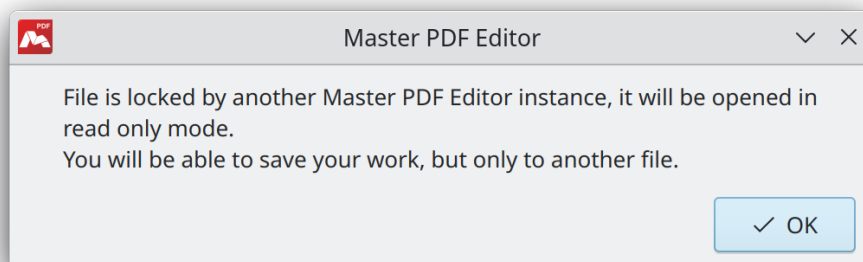 PDF
Master PDF Editor
File is locked by another Master PDF Editor instance, it will be opened in
read only mode.
You will be able to save your work, but only to another file.
OK